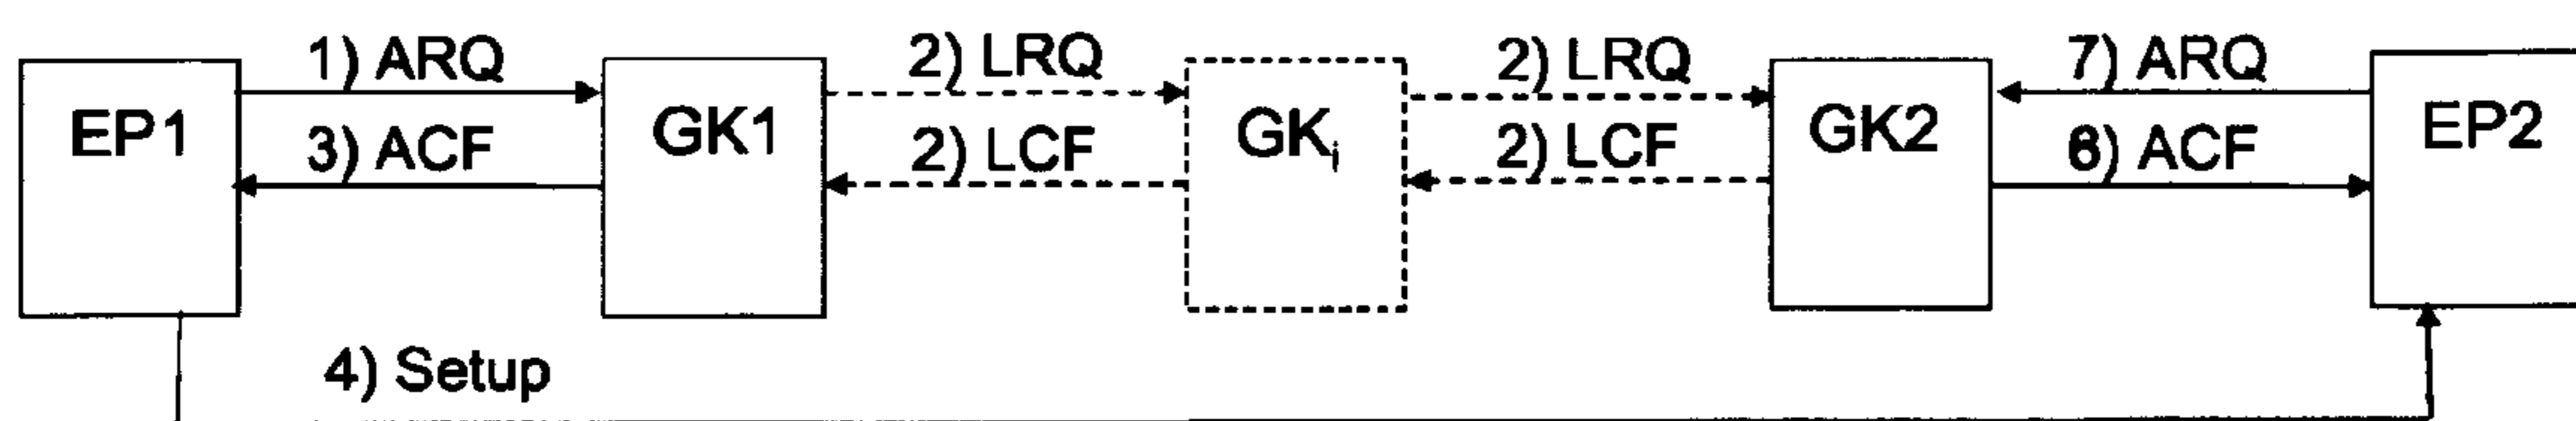 1) ARQ
2) LRQ
2) LRQ
7) ARQ
EP1
GK1
GKi
GK2
EP2
3) ACF
2) LCF
2) LCF
8) ACF
4) Setup